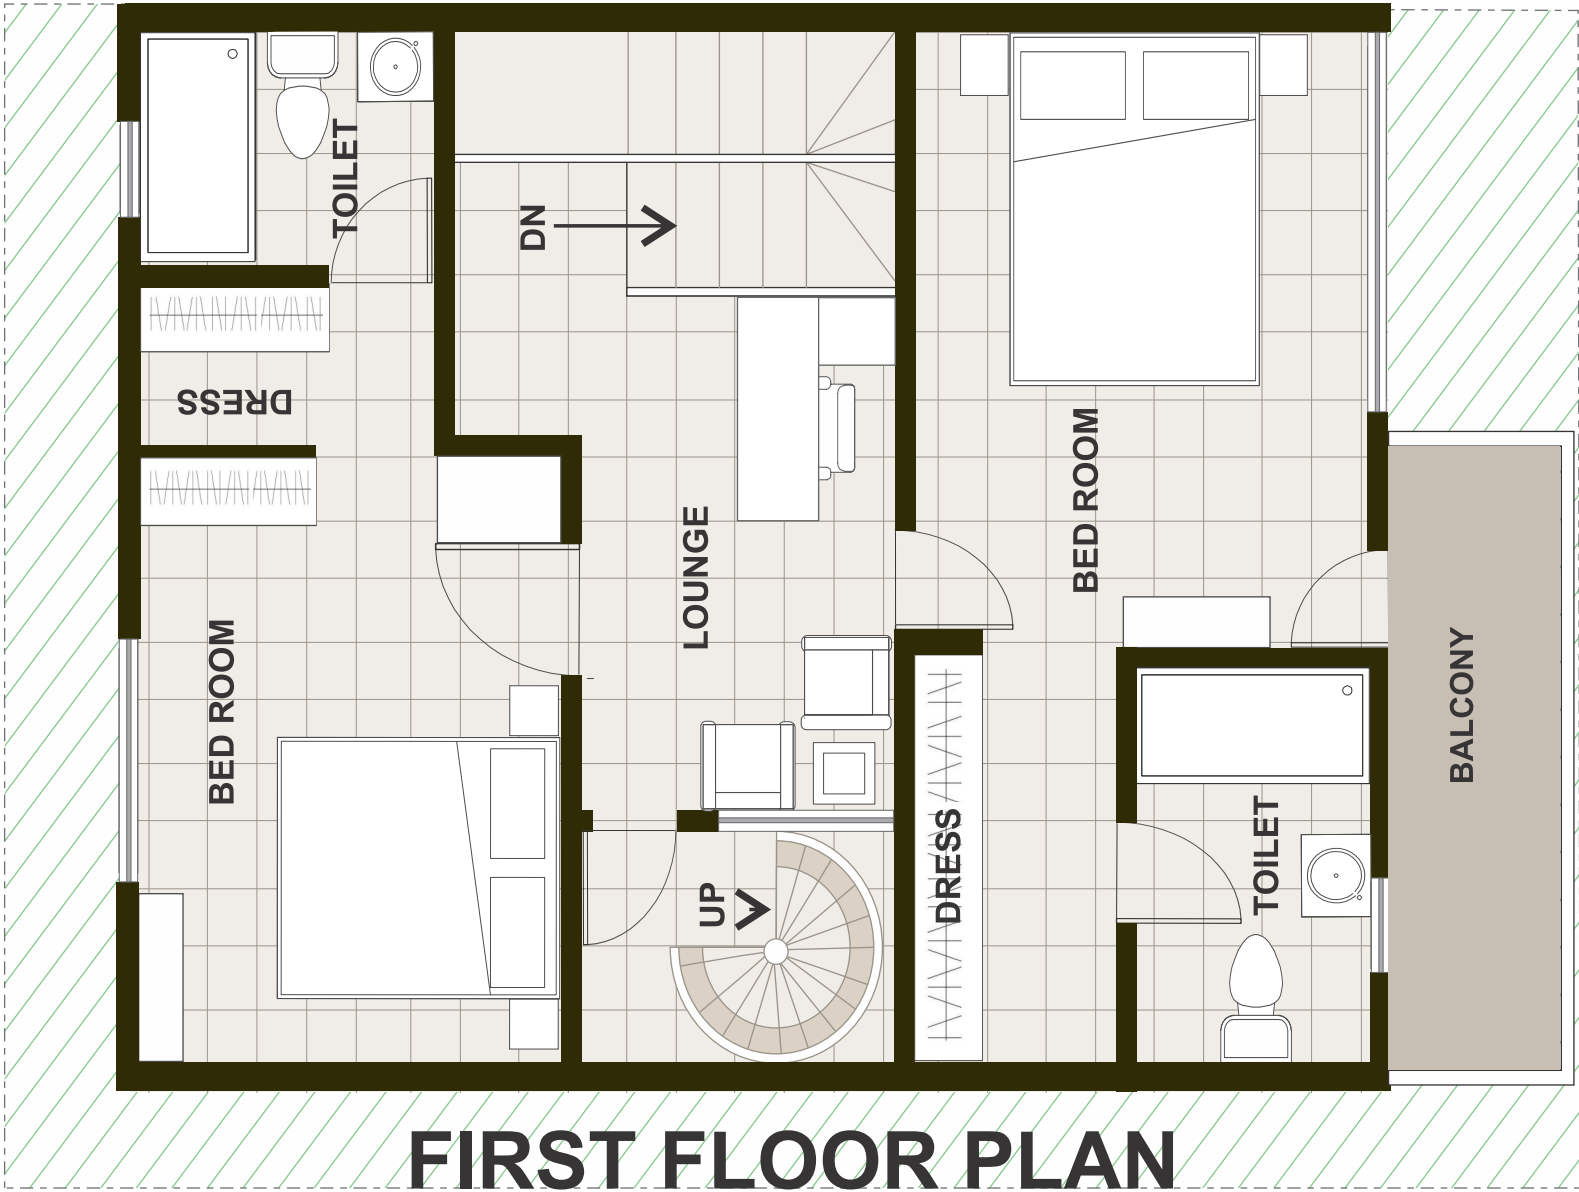 TOILET
DN
DRESS
BED ROOM
LOUNGE
BED ROOM
BALCONY
UP
DRESS
TOILET
FIRST FLOOR PLAN